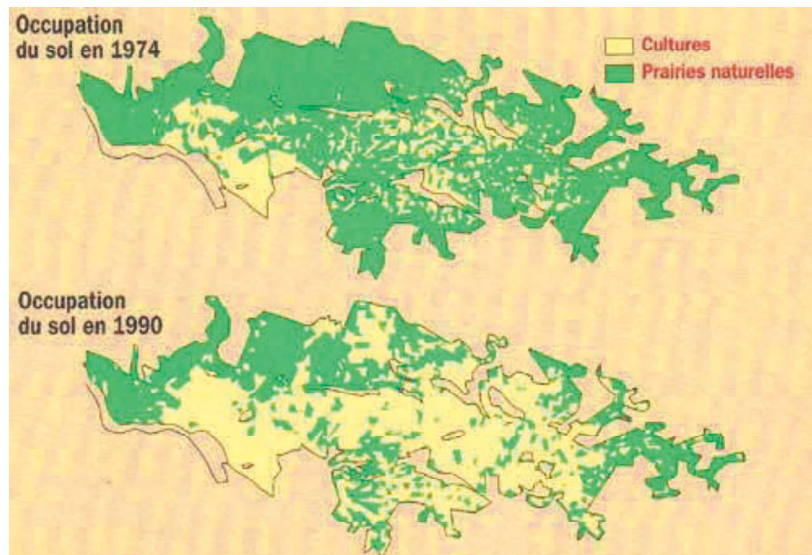 Occupation
du sol en 1974
Cultures
Prairies naturelles
Occupation
du sol en 1990